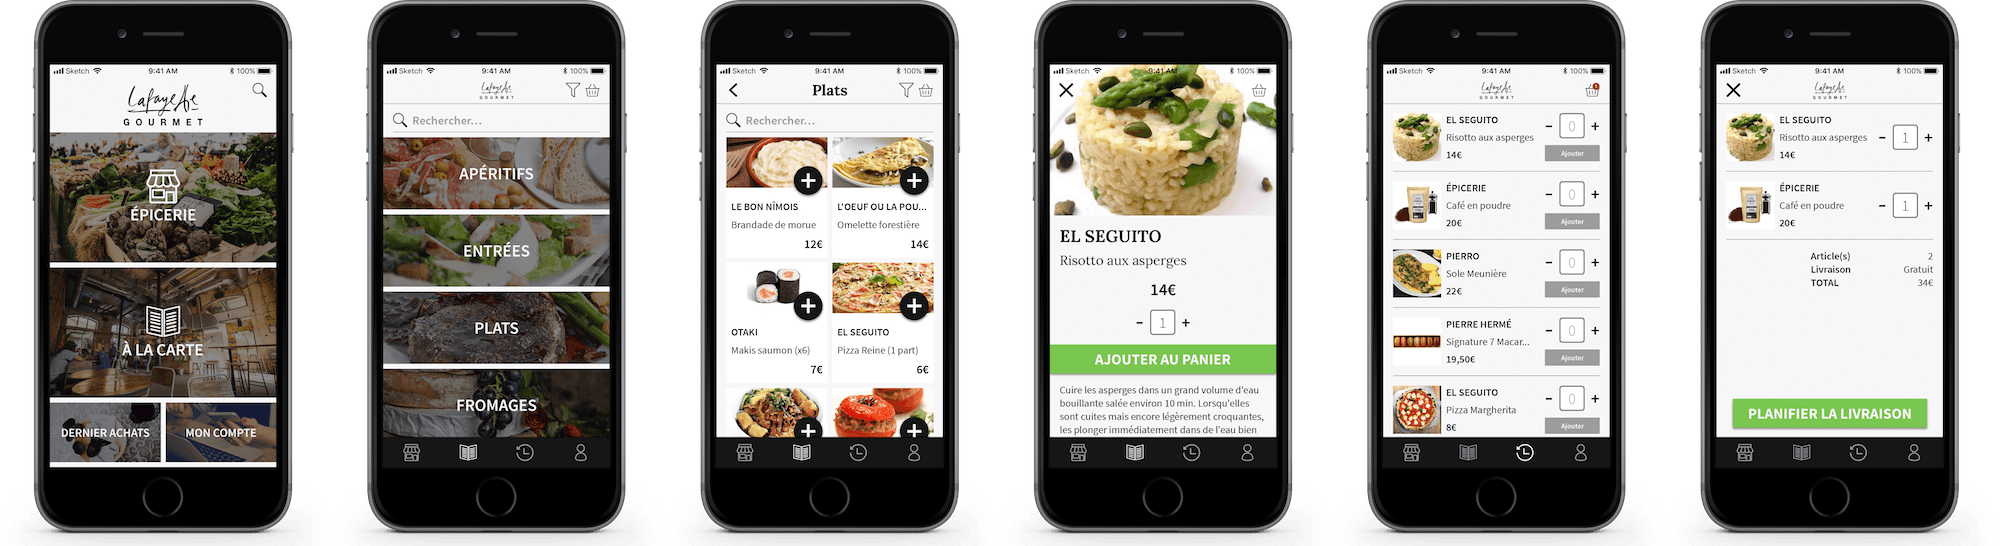 Sketch 9:41 AM 100%
Lafayette
GOURMET
ÉPICERIE
À LA CARTE
DERNIER ACHATS MON COMPTE
Sketch 9:41 AM 100%
Lafayette
GOURMET
Rechercher...
APÉRITIFS
ENTRÉES
PLATS
FROMAGES
Sketch 9:41 AM 100%
Plats
Rechercher...
LE BON NÎMOIS L'OEUF OU LA POU...
Brandade de morue Omelette forestière
12€ 14€
OTAKI EL SEGUITO
Makis saumon (x6) Pizza Reine (1 part)
7€ 6€
Sketch 9:41 AM 100%
EL SEGUITO
Risotto aux asperges
14€
- 1 +
AJOUTER AU PANIER
Cuire les asperges dans un grand volume d'eau
bouillante salée environ 10 min. Lorsqu'elles
sont cuites mais encore légèrement croquantes,
les plonger immédiatement dans de l'eau bien
Sketch 9:41 AM 100%
Lafayette
GOURMET
EL SEGUITO
Risotto aux asperges - 0 +
14€ Ajouter
ÉPICERIE
Café en poudre - 0 +
20€ Ajouter
PIERRO
Sole Meunière - 0 +
22€ Ajouter
PIERRE HERMÉ
Signature 7 Macar... - 0 +
19,50€ Ajouter
EL SEGUITO
Pizza Margherita - 0 +
8€ Ajouter
Sketch 9:41 AM 100%
Lafayette
GOURMET
EL SEGUITO
Risotto aux asperges - 1 +
14€
ÉPICERIE
Café en poudre - 1 +
20€
Article(s) 2
Livraison Gratuit
TOTAL 34€
PLANIFIER LA LIVRAISON